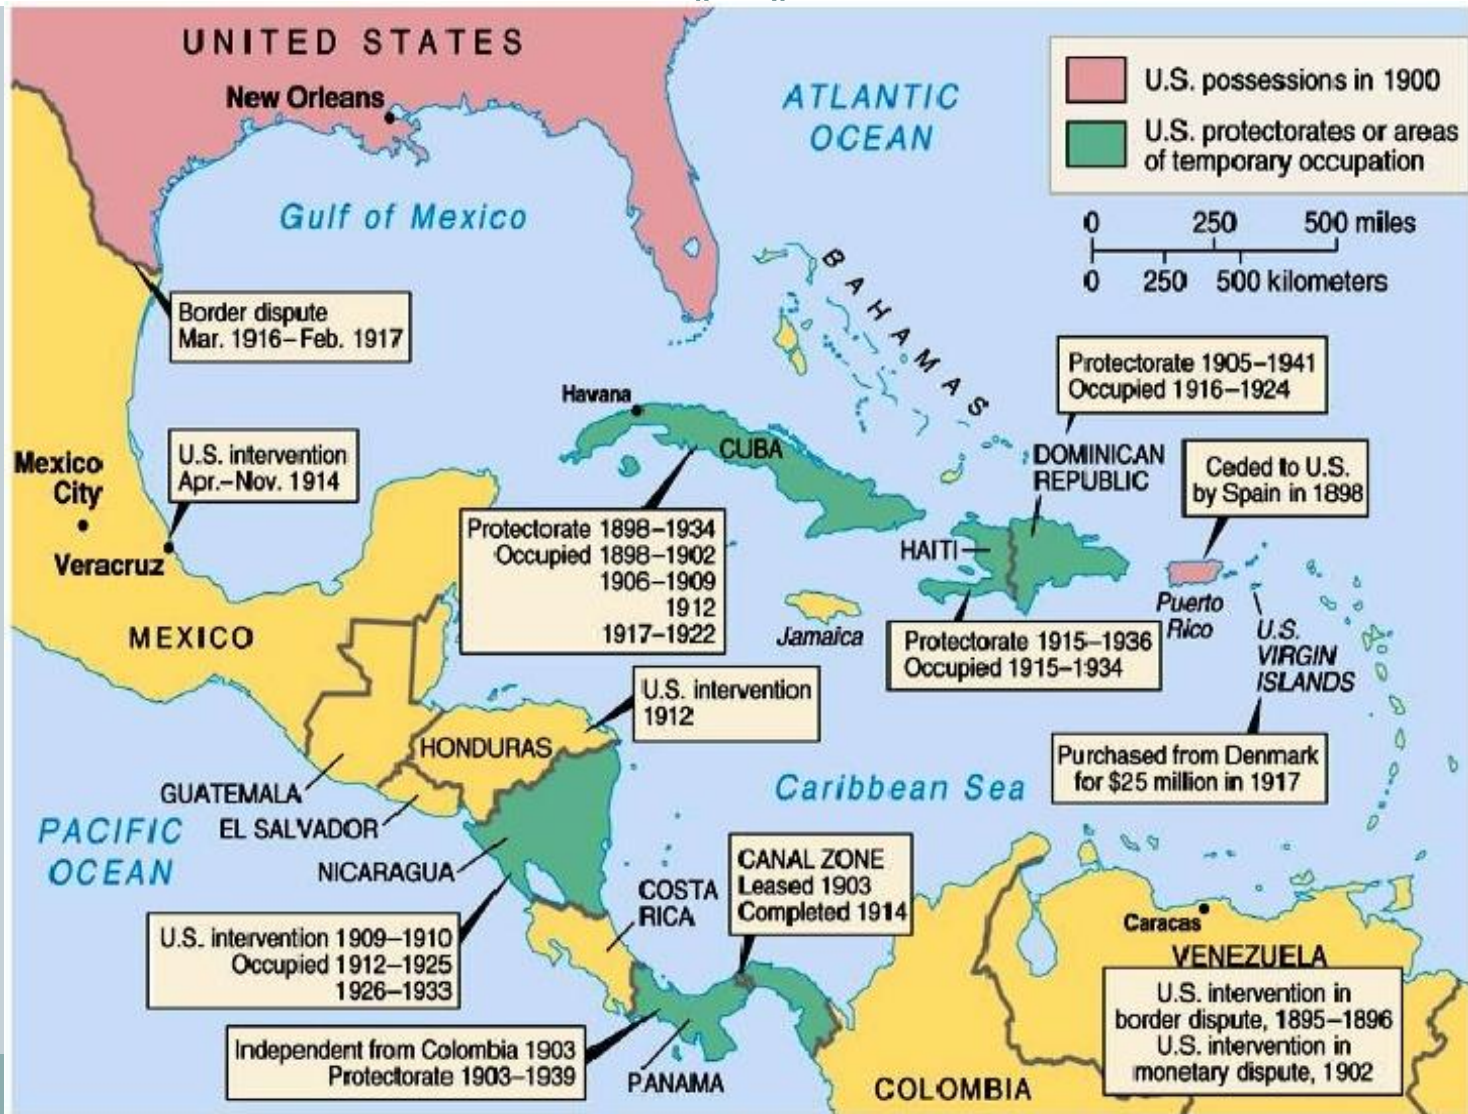 UNITED STATES
New Orleans
ATLANTIC
OCEAN
U.S. possessions in 1900
U.S. protectorates or areas
of temporary occupation
0 250 500 miles
0 250 500 kilometers
Gulf of Mexico
BAHAMAS
Border dispute
Mar. 1916–Feb. 1917
Protectorate 1905–1941
Occupied 1916–1924
Havana
CUBA
DOMINICAN
REPUBLIC
Ceded to U.S.
by Spain in 1898
Mexico
City
U.S. intervention
Apr.–Nov. 1914
Veracruz
Protectorate 1898–1934
Occupied 1898–1902
1906–1909
1912
1917–1922
HAITI
Jamaica
Protectorate 1915–1936
Occupied 1915–1934
Puerto
Rico
U.S.
VIRGIN
ISLANDS
MEXICO
U.S. intervention
1912
HONDURAS
Purchased from Denmark
for $25 million in 1917
Caribbean Sea
GUATEMALA
EL SALVADOR
NICARAGUA
PACIFIC
OCEAN
COSTA
RICA
CANAL ZONE
Leased 1903
Completed 1914
Caracas
VENEZUELA
U.S. intervention 1909–1910
Occupied 1912–1925
1926–1933
U.S. intervention in
border dispute, 1895–1896
U.S. intervention in
monetary dispute, 1902
Independent from Colombia 1903
Protectorate 1903–1939
PANAMA
COLOMBIA